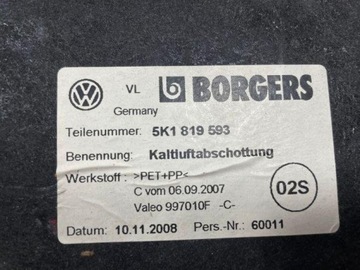 VL BORGERS
Germany
Teilenummer: 5K1 819 593
Benennung: Kaltluftabschottung
Werkstoff : >PET+PP<
C vom 06.09.2007
02S
Valeo 997010F -C-
Datum: 10.11.2008 Pers.-Nr.: 60011